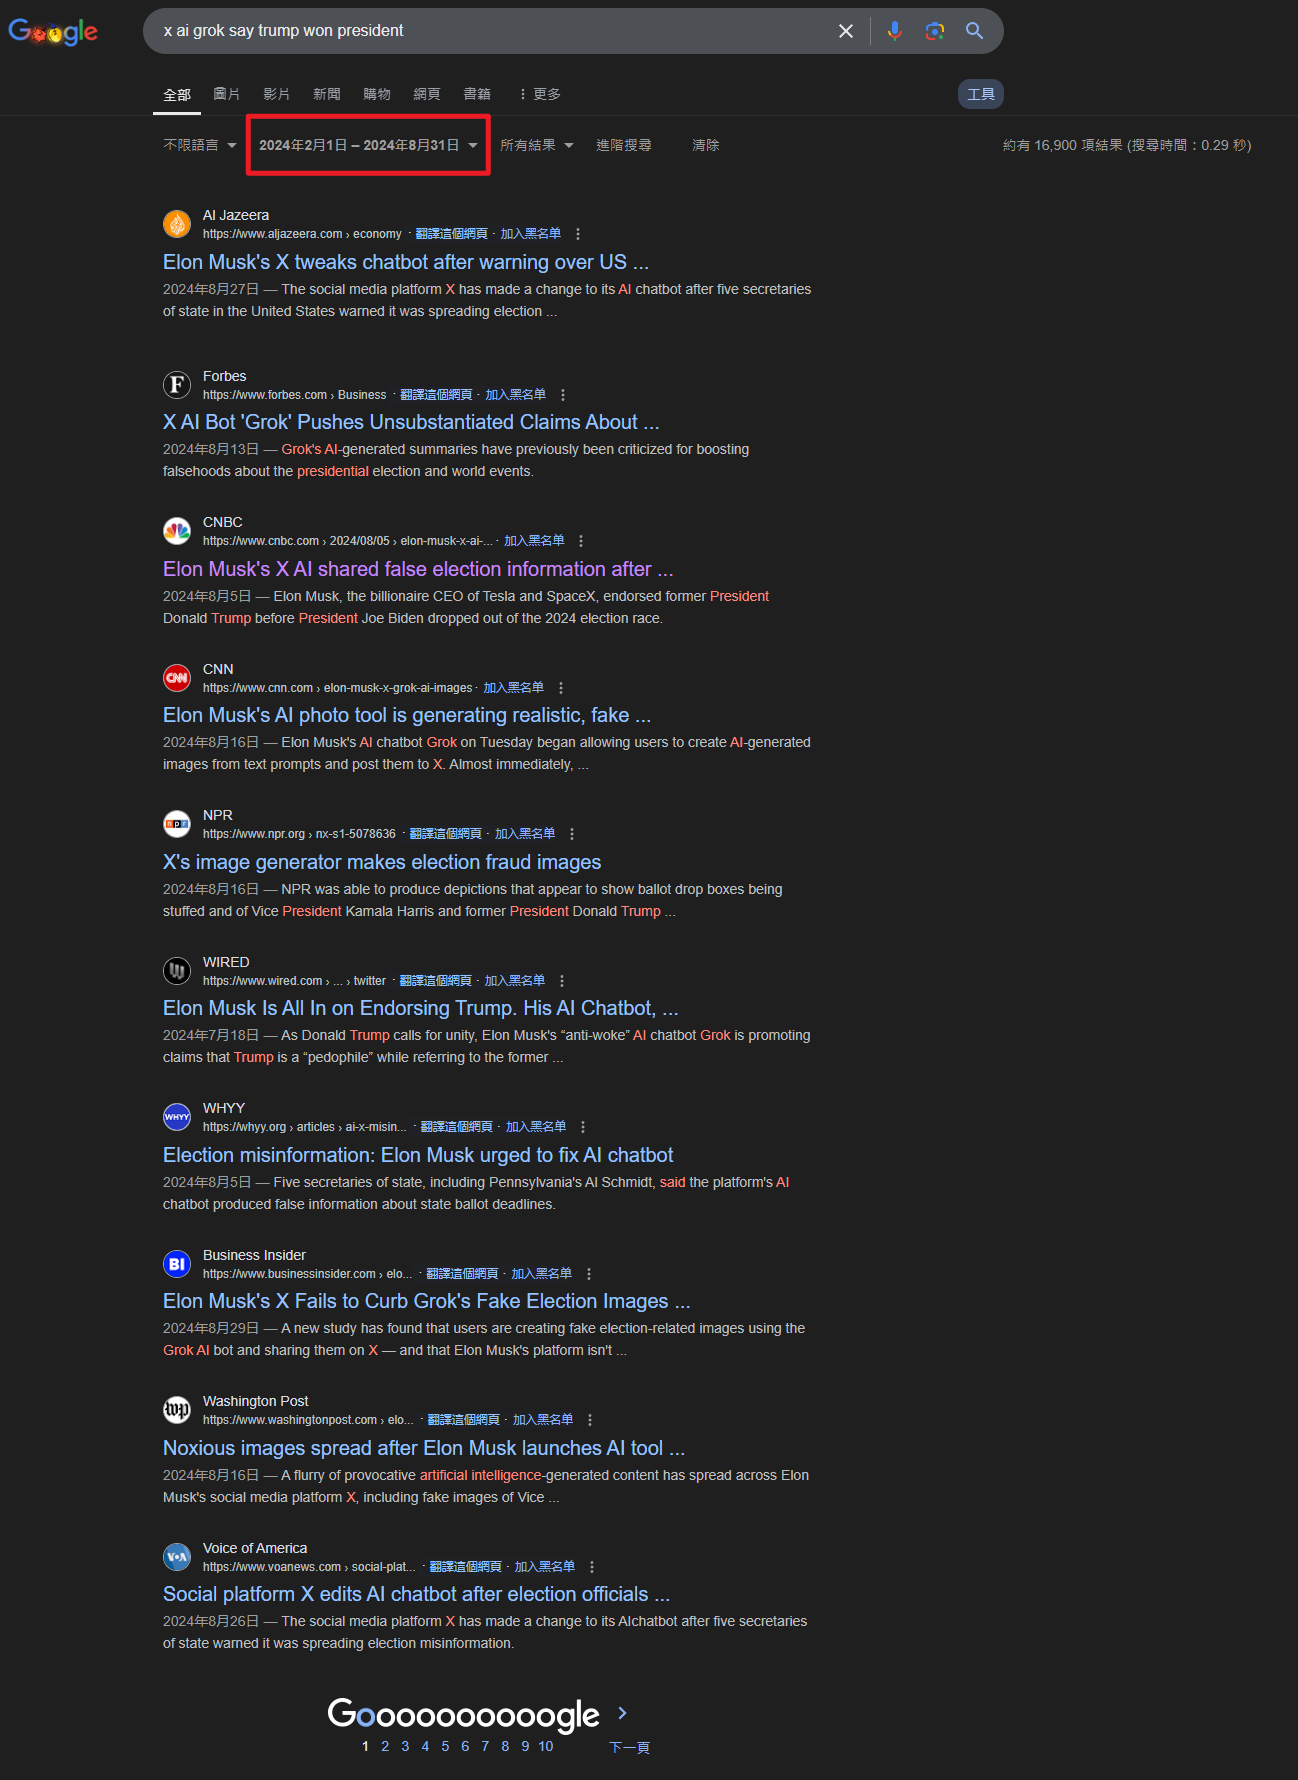 Google
x ai grok say trump won president
全部 圖片 影片 新聞 購物 網頁 書籍 ⋮ 更多 工具
不限語言 2024年2月1日 – 2024年8月31日 所有結果 進階搜尋 清除 約有 16,900 項結果 (搜尋時間：0.29 秒)
Al Jazeera
https://www.aljazeera.com › economy · 翻譯這個網頁 · 加入黑名单
Elon Musk's X tweaks chatbot after warning over US ...
2024年8月27日 — The social media platform X has made a change to its AI chatbot after five secretaries
of state in the United States warned it was spreading election ...
F
Forbes
https://www.forbes.com › Business · 翻譯這個網頁 · 加入黑名单
X AI Bot 'Grok' Pushes Unsubstantiated Claims About ...
2024年8月13日 — Grok's AI-generated summaries have previously been criticized for boosting
falsehoods about the presidential election and world events.
CNBC
https://www.cnbc.com › 2024/08/05 › elon-musk-x-ai-... · 加入黑名单
Elon Musk's X AI shared false election information after ...
2024年8月5日 — Elon Musk, the billionaire CEO of Tesla and SpaceX, endorsed former President
Donald Trump before President Joe Biden dropped out of the 2024 election race.
CNN
CNN
https://www.cnn.com › elon-musk-x-grok-ai-images · 加入黑名单
Elon Musk's AI photo tool is generating realistic, fake ...
2024年8月16日 — Elon Musk's AI chatbot Grok on Tuesday began allowing users to create AI-generated
images from text prompts and post them to X. Almost immediately, ...
npr
NPR
https://www.npr.org › nx-s1-5078636 · 翻譯這個網頁 · 加入黑名单
X's image generator makes election fraud images
2024年8月16日 — NPR was able to produce depictions that appear to show ballot drop boxes being
stuffed and of Vice President Kamala Harris and former President Donald Trump ...
WIRED
https://www.wired.com › ... › twitter · 翻譯這個網頁 · 加入黑名单
Elon Musk Is All In on Endorsing Trump. His AI Chatbot, ...
2024年7月18日 — As Donald Trump calls for unity, Elon Musk's “anti-woke” AI chatbot Grok is promoting
claims that Trump is a “pedophile” while referring to the former ...
WHYY
WHYY
https://whyy.org › articles › ai-x-misin... · 翻譯這個網頁 · 加入黑名单
Election misinformation: Elon Musk urged to fix AI chatbot
2024年8月5日 — Five secretaries of state, including Pennsylvania's Al Schmidt, said the platform's AI
chatbot produced false information about state ballot deadlines.
BI
Business Insider
https://www.businessinsider.com › elo... · 翻譯這個網頁 · 加入黑名单
Elon Musk's X Fails to Curb Grok's Fake Election Images ...
2024年8月29日 — A new study has found that users are creating fake election-related images using the
Grok AI bot and sharing them on X — and that Elon Musk's platform isn't ...
wp
Washington Post
https://www.washingtonpost.com › elo... · 翻譯這個網頁 · 加入黑名单
Noxious images spread after Elon Musk launches AI tool ...
2024年8月16日 — A flurry of provocative artificial intelligence-generated content has spread across Elon
Musk's social media platform X, including fake images of Vice ...
VOA
Voice of America
https://www.voanews.com › social-plat... · 翻譯這個網頁 · 加入黑名单
Social platform X edits AI chatbot after election officials ...
2024年8月26日 — The social media platform X has made a change to its AIchatbot after five secretaries
of state warned it was spreading election misinformation.
Goooooooooogle ›
1 2 3 4 5 6 7 8 9 10 下一頁